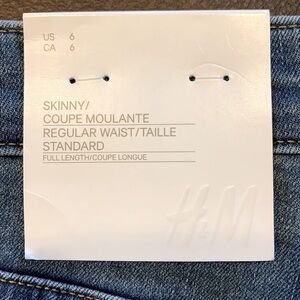 US 6
CA 6
SKINNY/
COUPE MOULANTE
REGULAR WAIST/TAILLE
STANDARD
FULL LENGTH/COUPE LONGUE
H&M